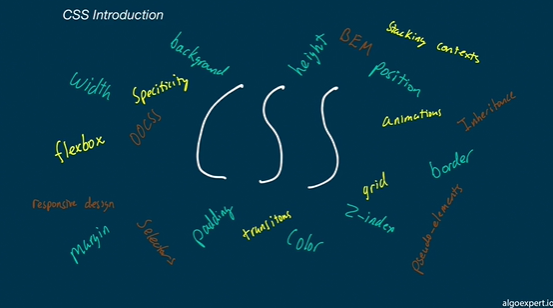 CSS Introduction
background
height
BEM
Stacking contexts
width
Specificity
position
OOCSS
animations
Inheritance
flexbox
CSS
border
grid
responsive design
padding
transitons
z-index
pseudo-elements
margin
Selectors
Color
algoexpert.io